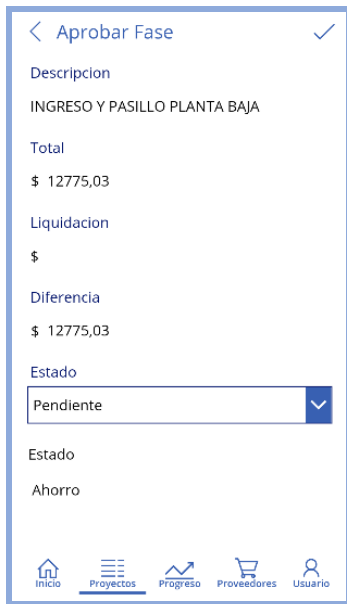 Aprobar Fase
Descripcion
INGRESO Y PASILLO PLANTA BAJA
Total
$ 12775,03
Liquidacion
$
Diferencia
$ 12775,03
Estado
Pendiente
Estado
Ahorro
Inicio Proyectos Progreso Proveedores Usuario